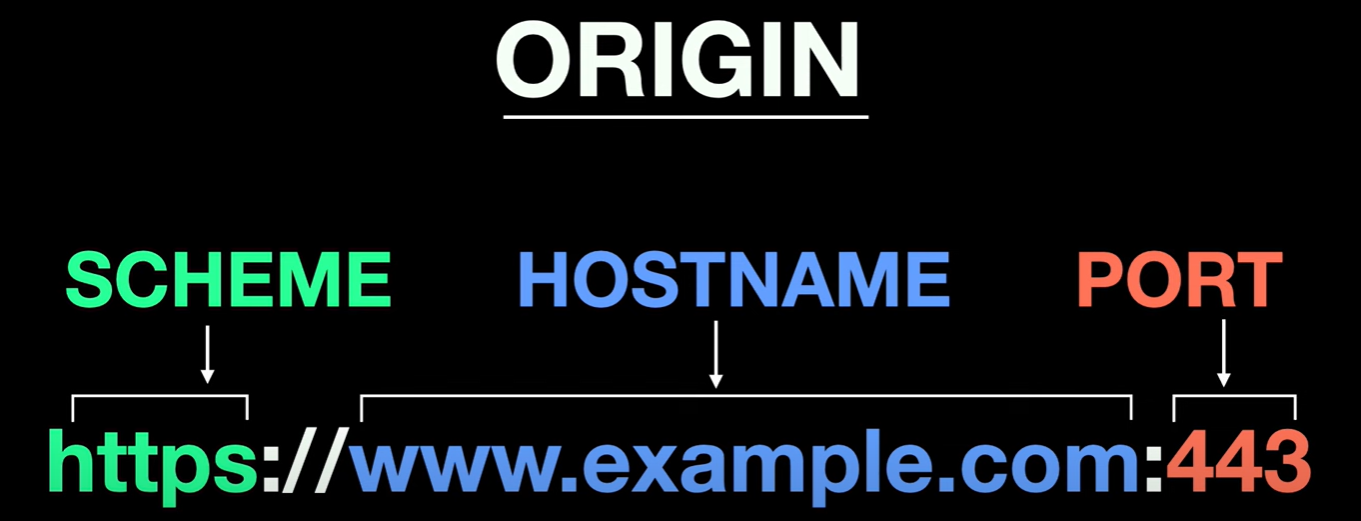 ORIGIN
SCHEME HOSTNAME PORT
https://www.example.com:443